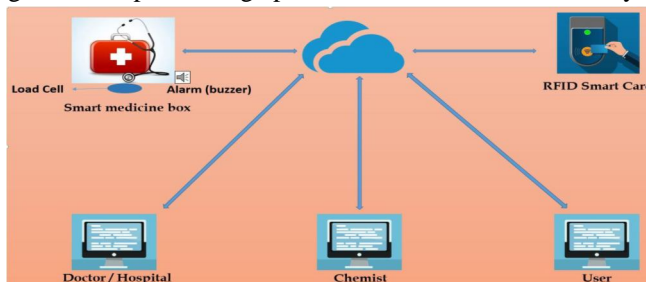 Load Cell
Alarm (buzzer)
Smart medicine box
RFID Smart Car
Doctor / Hospital
Chemist
User